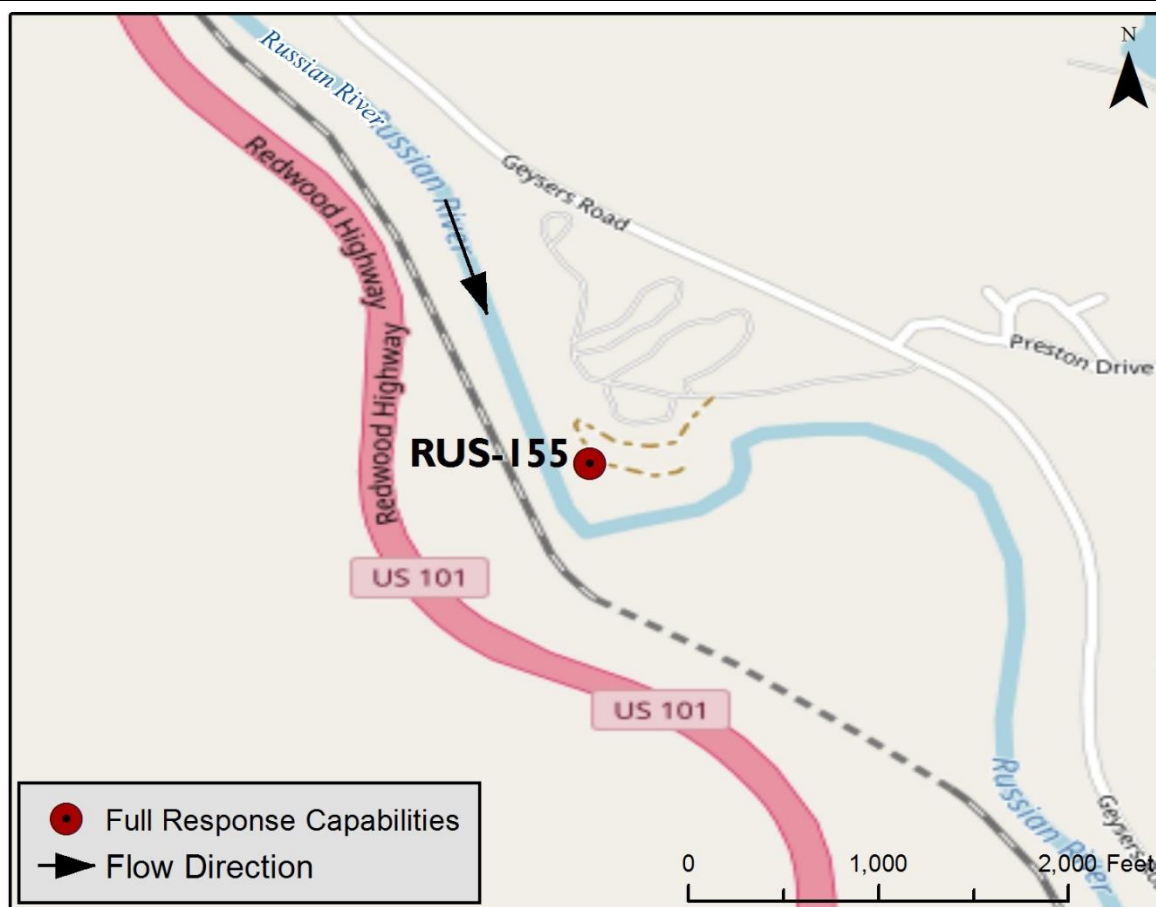 N
Russian River
Russian River
Redwood Highway
Geysers Road
Preston Drive
RUS-155
Redwood Highway
US 101
US 101
Russian River
Full Response Capabilities
Flow Direction
0 1,000 2,000 Feet